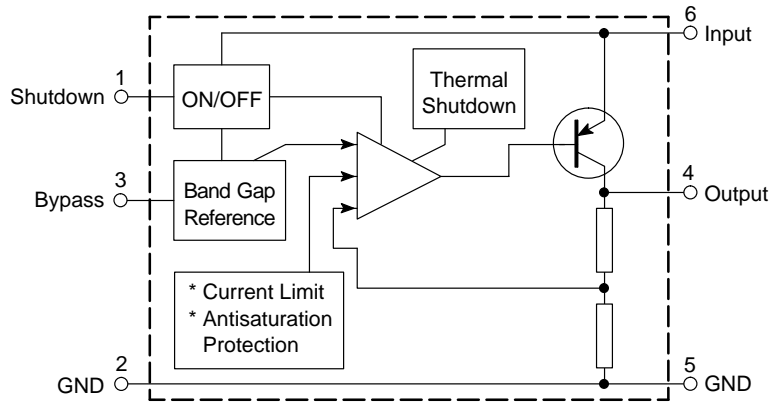 6
Input
1
Shutdown
ON/OFF
Thermal
Shutdown
3
Bypass
Band Gap
Reference
4
Output
* Current Limit
* Antisaturation
Protection
2
GND
5
GND